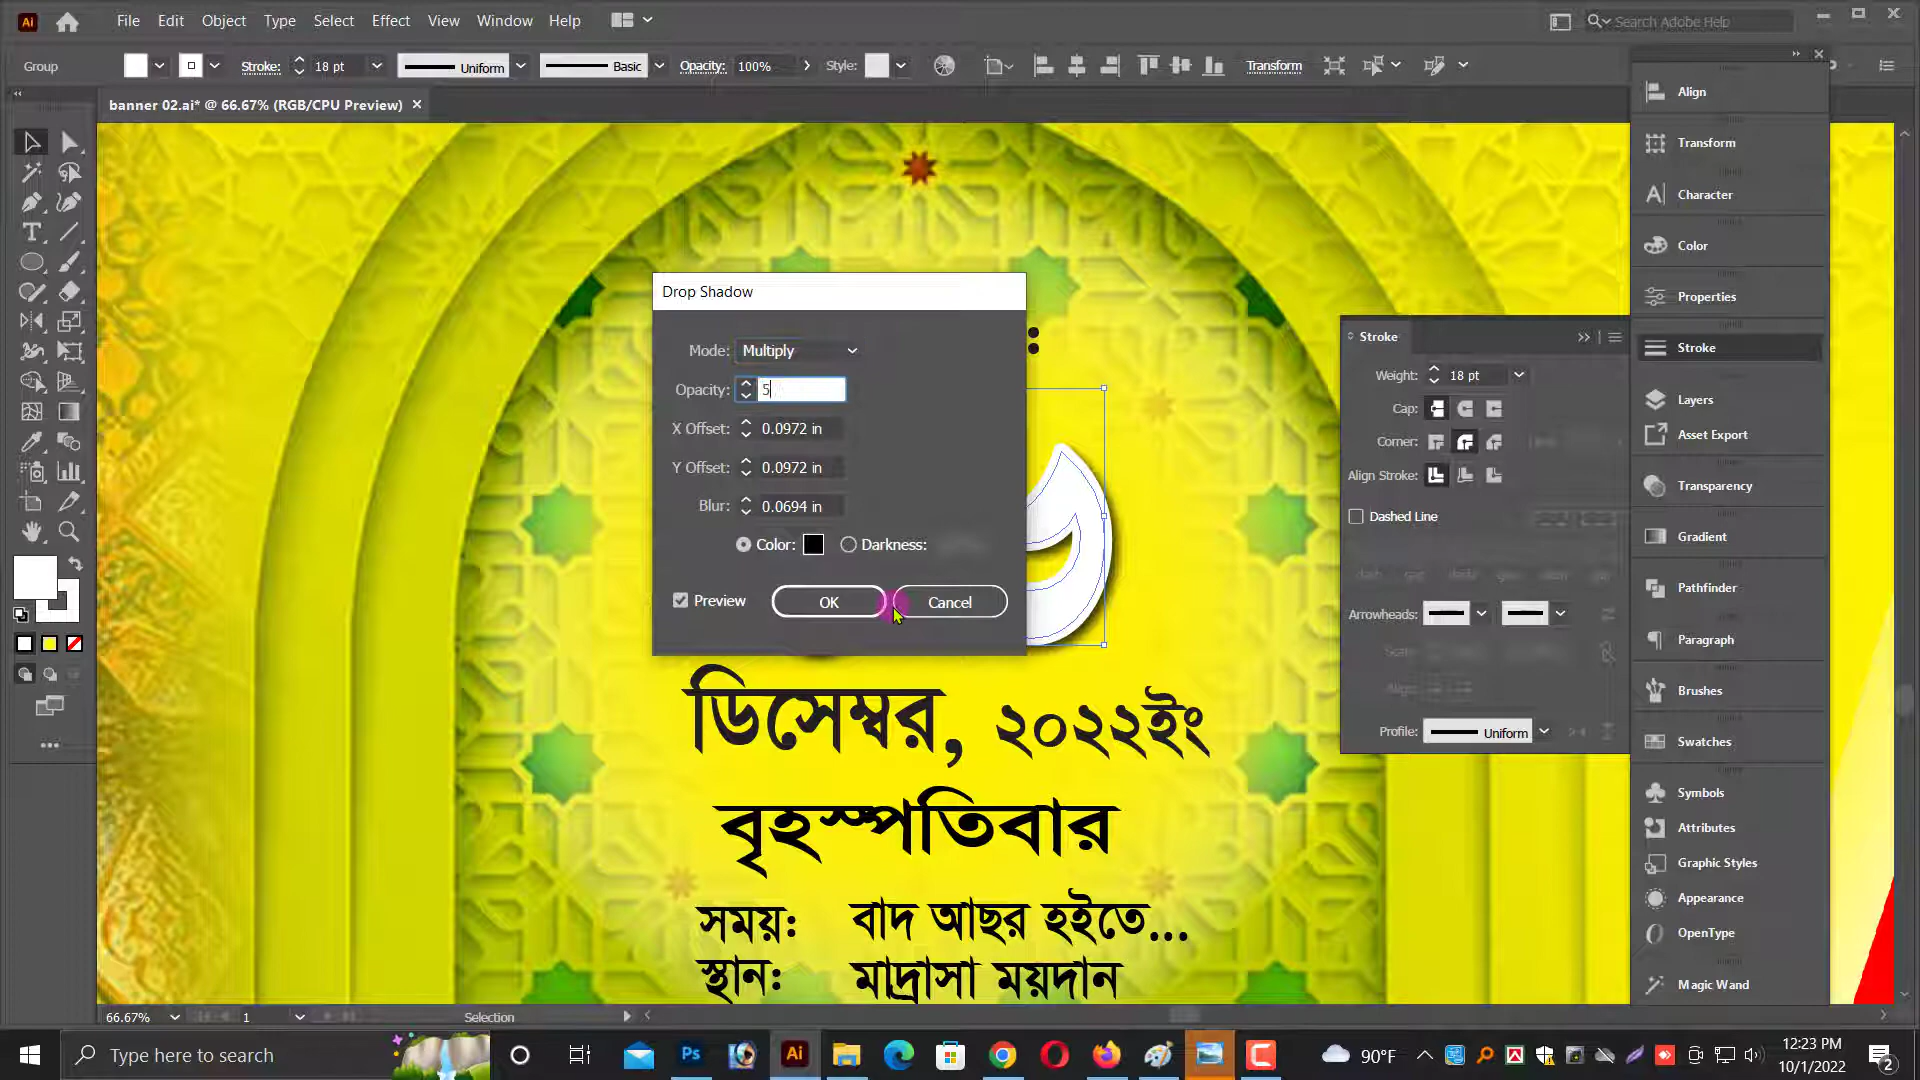 File Edit Object Type Select Effect View Window Help
Search Adobe Help
Group Stroke: 18 pt Uniform Basic Opacity: 100% Style: Transform
banner 02.ai* @ 66.67% (RGB/CPU Preview)
Drop Shadow
Mode: Multiply
Opacity: 5
X Offset: 0.0972 in
Y Offset: 0.0972 in
Blur: 0.0694 in
Color: Darkness:
Preview OK Cancel
ডিসেম্বর, ২০২২ইং
বৃহস্পতিবার
সময়: বাদ আছর হইতে...
স্থান: মাদ্রাসা ময়দান
Stroke
Weight: 18 pt
Cap:
Corner:
Align Stroke:
Dashed Line
Arrowheads:
Profile: Uniform
Align
Transform
Character
Color
Properties
Stroke
Layers
Asset Export
Transparency
Gradient
Pathfinder
Paragraph
Brushes
Swatches
Symbols
Attributes
Graphic Styles
Appearance
OpenType
Magic Wand
66.67% 1 Selection
Type here to search
90°F
12:23 PM
10/1/2022
2